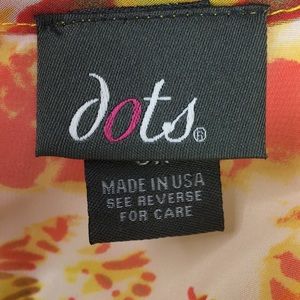 dots®
MADE IN USA
SEE REVERSE
FOR CARE